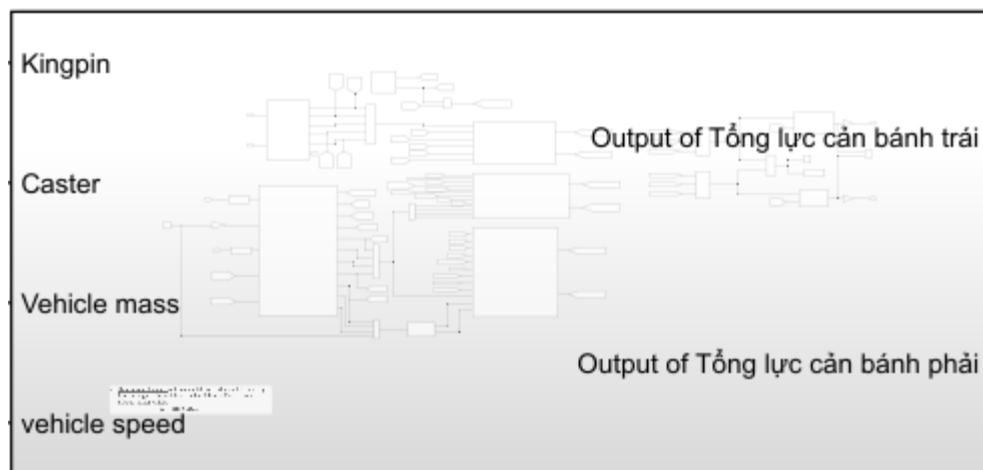 Kingpin
Output of Tổng lực cản bánh trái
Caster
Vehicle mass
Output of Tổng lực cản bánh phải
vehicle speed